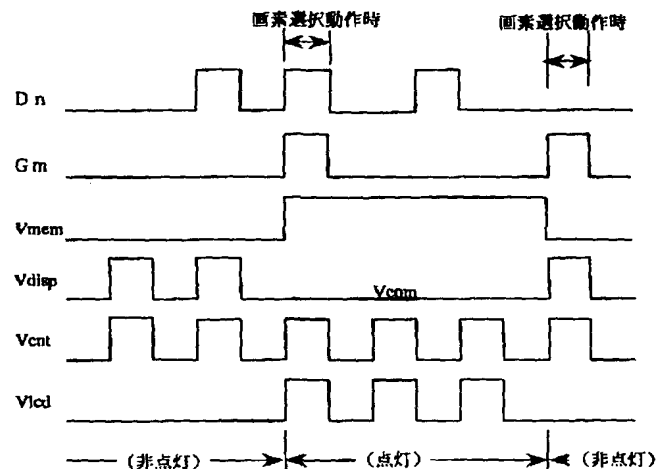 画素選択動作時
画素選択動作時
Dn
Gm
Vmem
Vdisp
Vcom
Vcnt
Vlcd
(非点灯)
(点灯)
(非点灯)